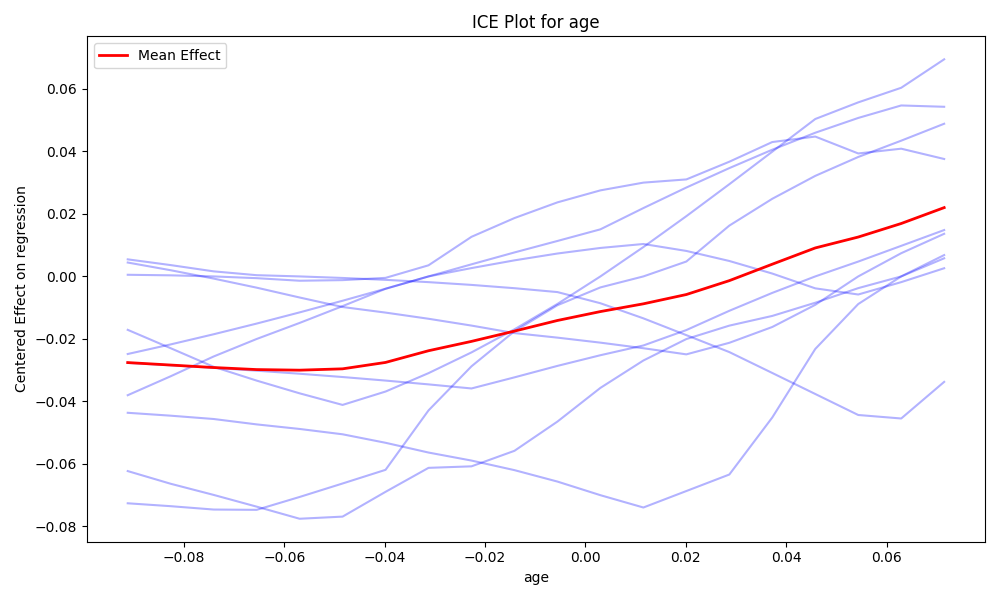 ICE Plot for age
Mean Effect
0.06
0.04
0.02
0.00
−0.02
−0.04
−0.06
−0.08
Centered Effect on regression
−0.08 −0.06 −0.04 −0.02 0.00 0.02 0.04 0.06
age